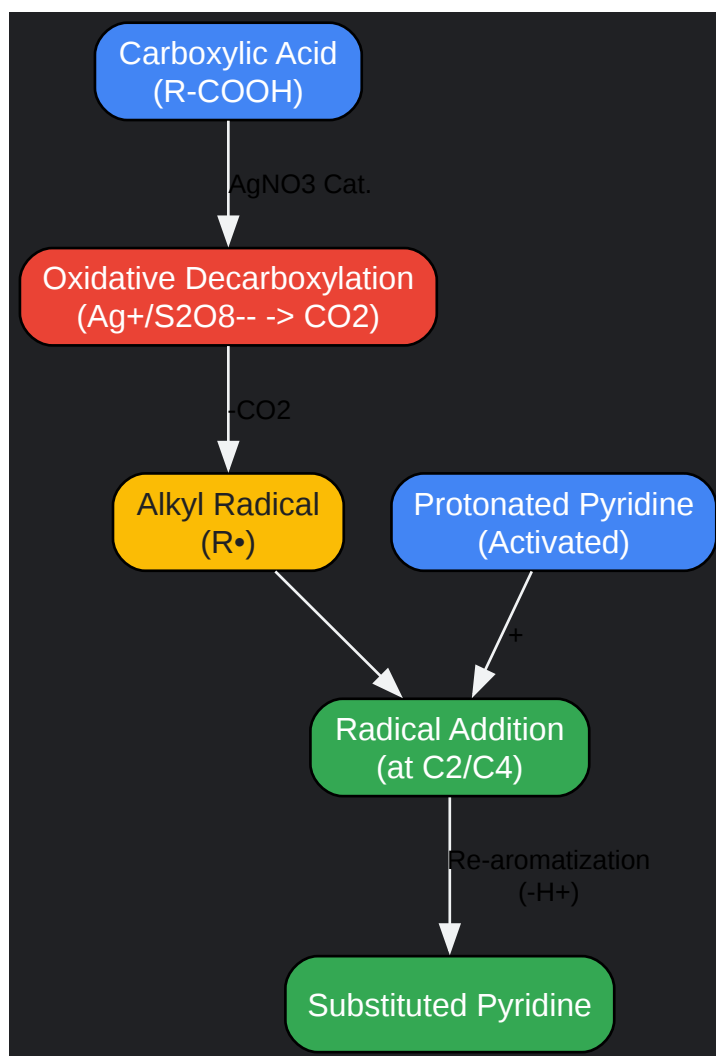 Carboxylic Acid
(R-COOH)
AgNO3 Cat.
Oxidative Decarboxylation
(Ag+/S2O8-- -> CO2)
-CO2
Alkyl Radical
(R•)
Protonated Pyridine
(Activated)
+
Radical Addition
(at C2/C4)
Re-aromatization
(-H+)
Substituted Pyridine